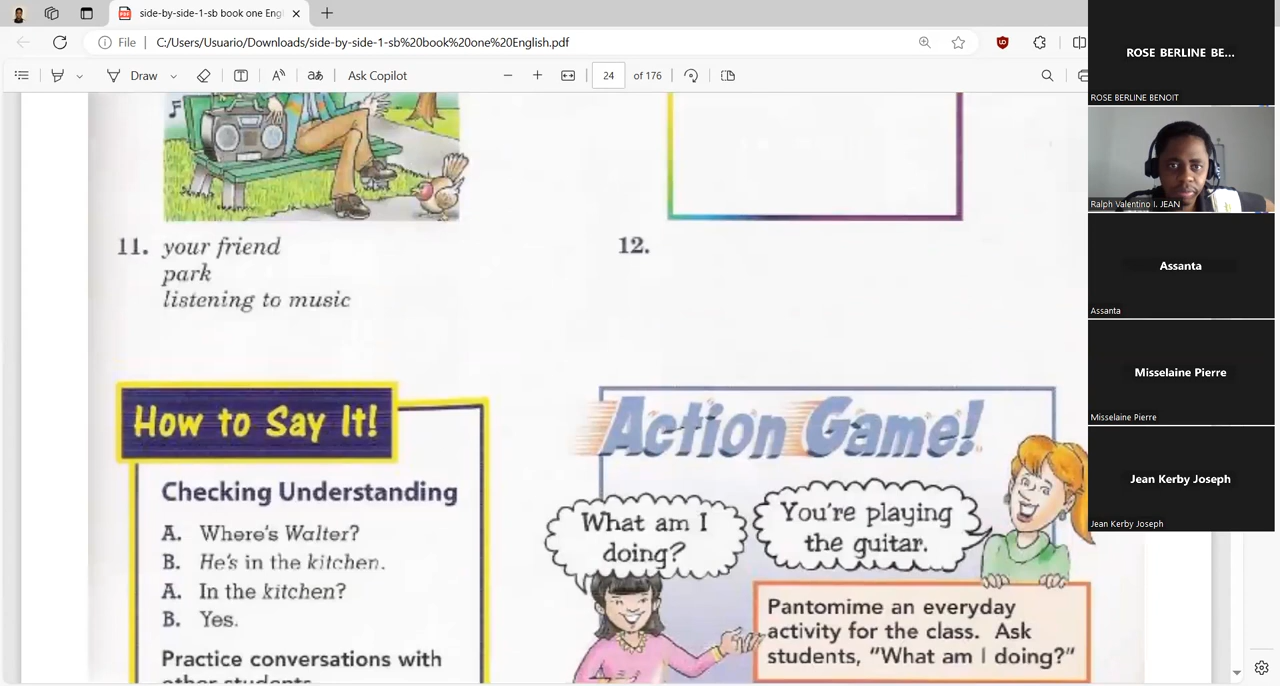 side-by-side-1-sb book one Eng
File
C:/Users/Usuario/Downloads/side-by-side-1-sb%20book%20one%20English.pdf
Draw
Ask Copilot
24
of 176
11. your friend
park
listening to music
12.
How to Say It!
Checking Understanding
A. Where's Walter?
B. He's in the kitchen.
A. In the kitchen?
B. Yes.
Practice conversations with
other students.
Action Game!
What am I
doing?
You're playing
the guitar.
Pantomime an everyday
activity for the class. Ask
students, "What am I doing?"
ROSE BERLINE BE...
ROSE BERLINE BENOIT
Ralph Valentino I. JEAN
Assanta
Assanta
Misselaine Pierre
Misselaine Pierre
Jean Kerby Joseph
Jean Kerby Joseph